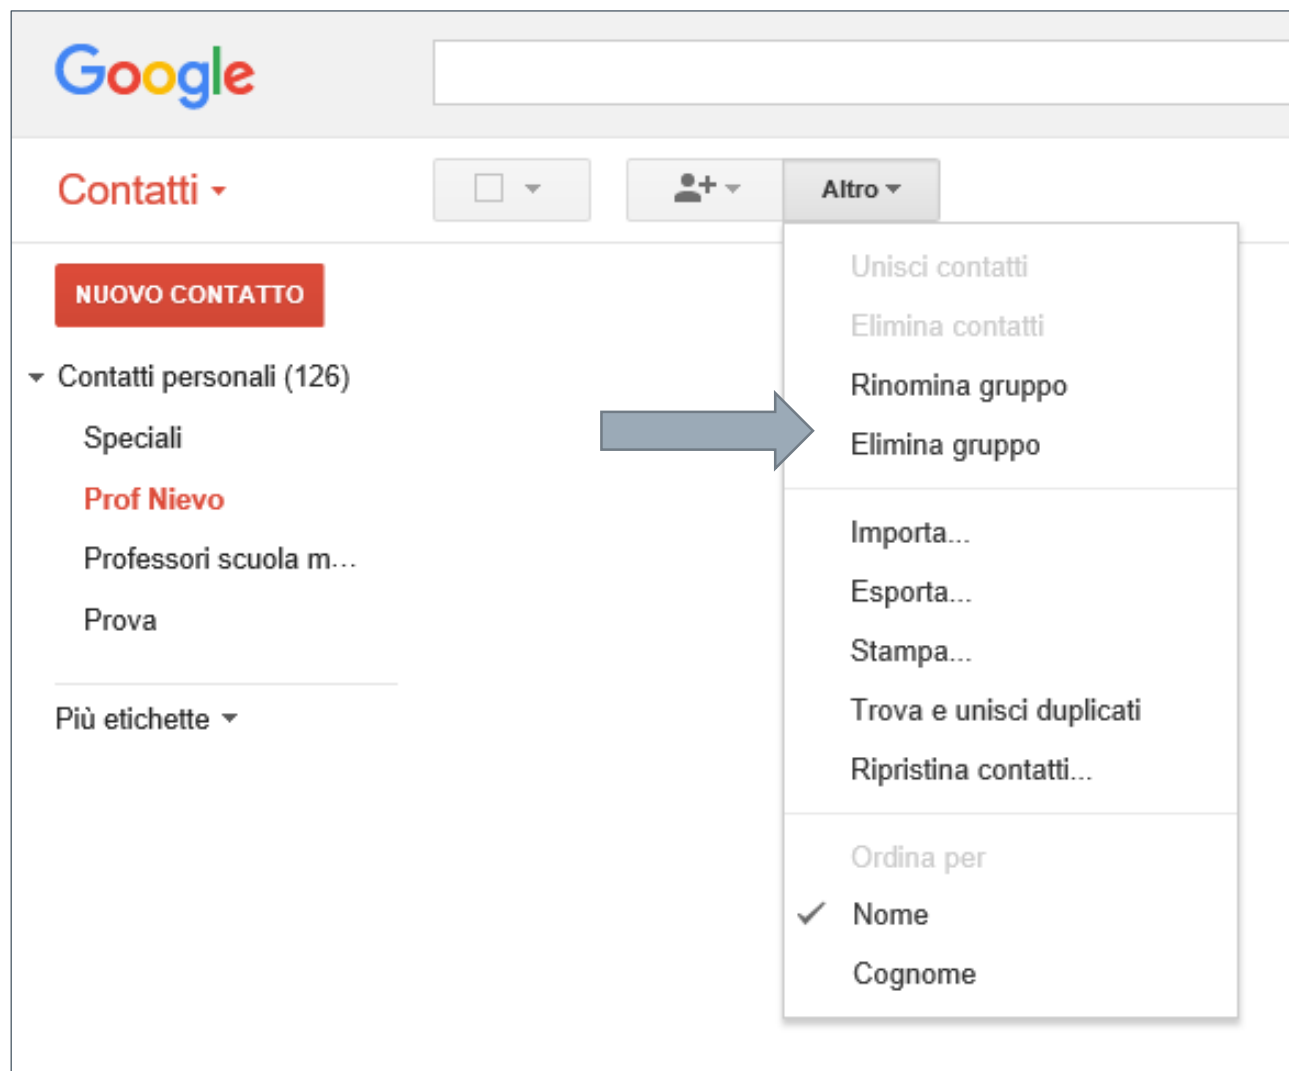 Google
Contatti
Altro
NUOVO CONTATTO
Contatti personali (126)
Speciali
Prof Nievo
Professori scuola m...
Prova
Più etichette
Unisci contatti
Elimina contatti
Rinomina gruppo
Elimina gruppo
Importa...
Esporta...
Stampa...
Trova e unisci duplicati
Ripristina contatti...
Ordina per
Nome
Cognome